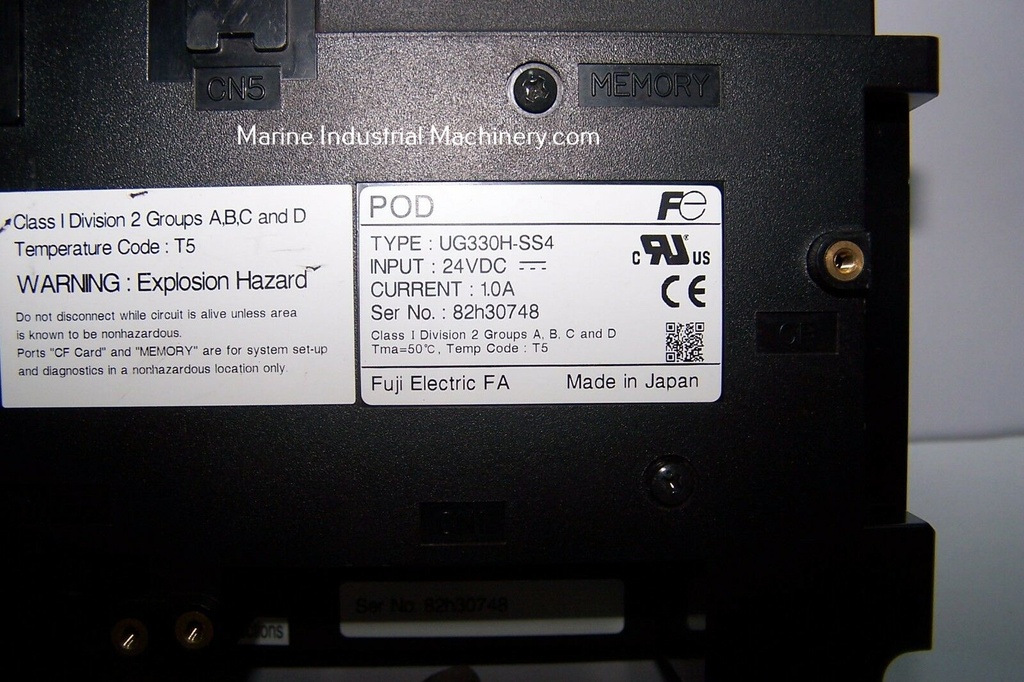 CN5
MEMORY
Marine Industrial Machinery.com
Class I Division 2 Groups A,B,C and D
Temperature Code : T5
WARNING : Explosion Hazard
Do not disconnect while circuit is alive unless area
is known to be nonhazardous.
Ports "CF Card" and "MEMORY" are for system set-up
and diagnostics in a nonhazardous location only.
POD
Fe
TYPE : UG330H-SS4
INPUT : 24VDC
CURRENT : 1.0A
Ser No. : 82h30748
Class I Division 2 Groups A, B, C and D
Tma=50℃, Temp Code : T5
C RU US
CE
Fuji Electric FA
Made in Japan
Ser No. 82h30748